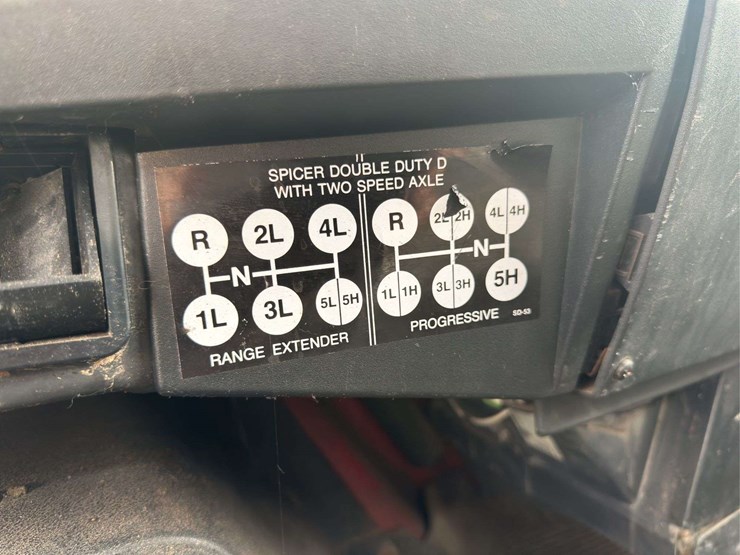 SPICER DOUBLE DUTY D
WITH TWO SPEED AXLE
R 2L 4L
N
1L 3L 5L 5H
RANGE EXTENDER
R 2L 2H 4L 4H
N
1L 1H 3L 3H 5H
PROGRESSIVE SD-53